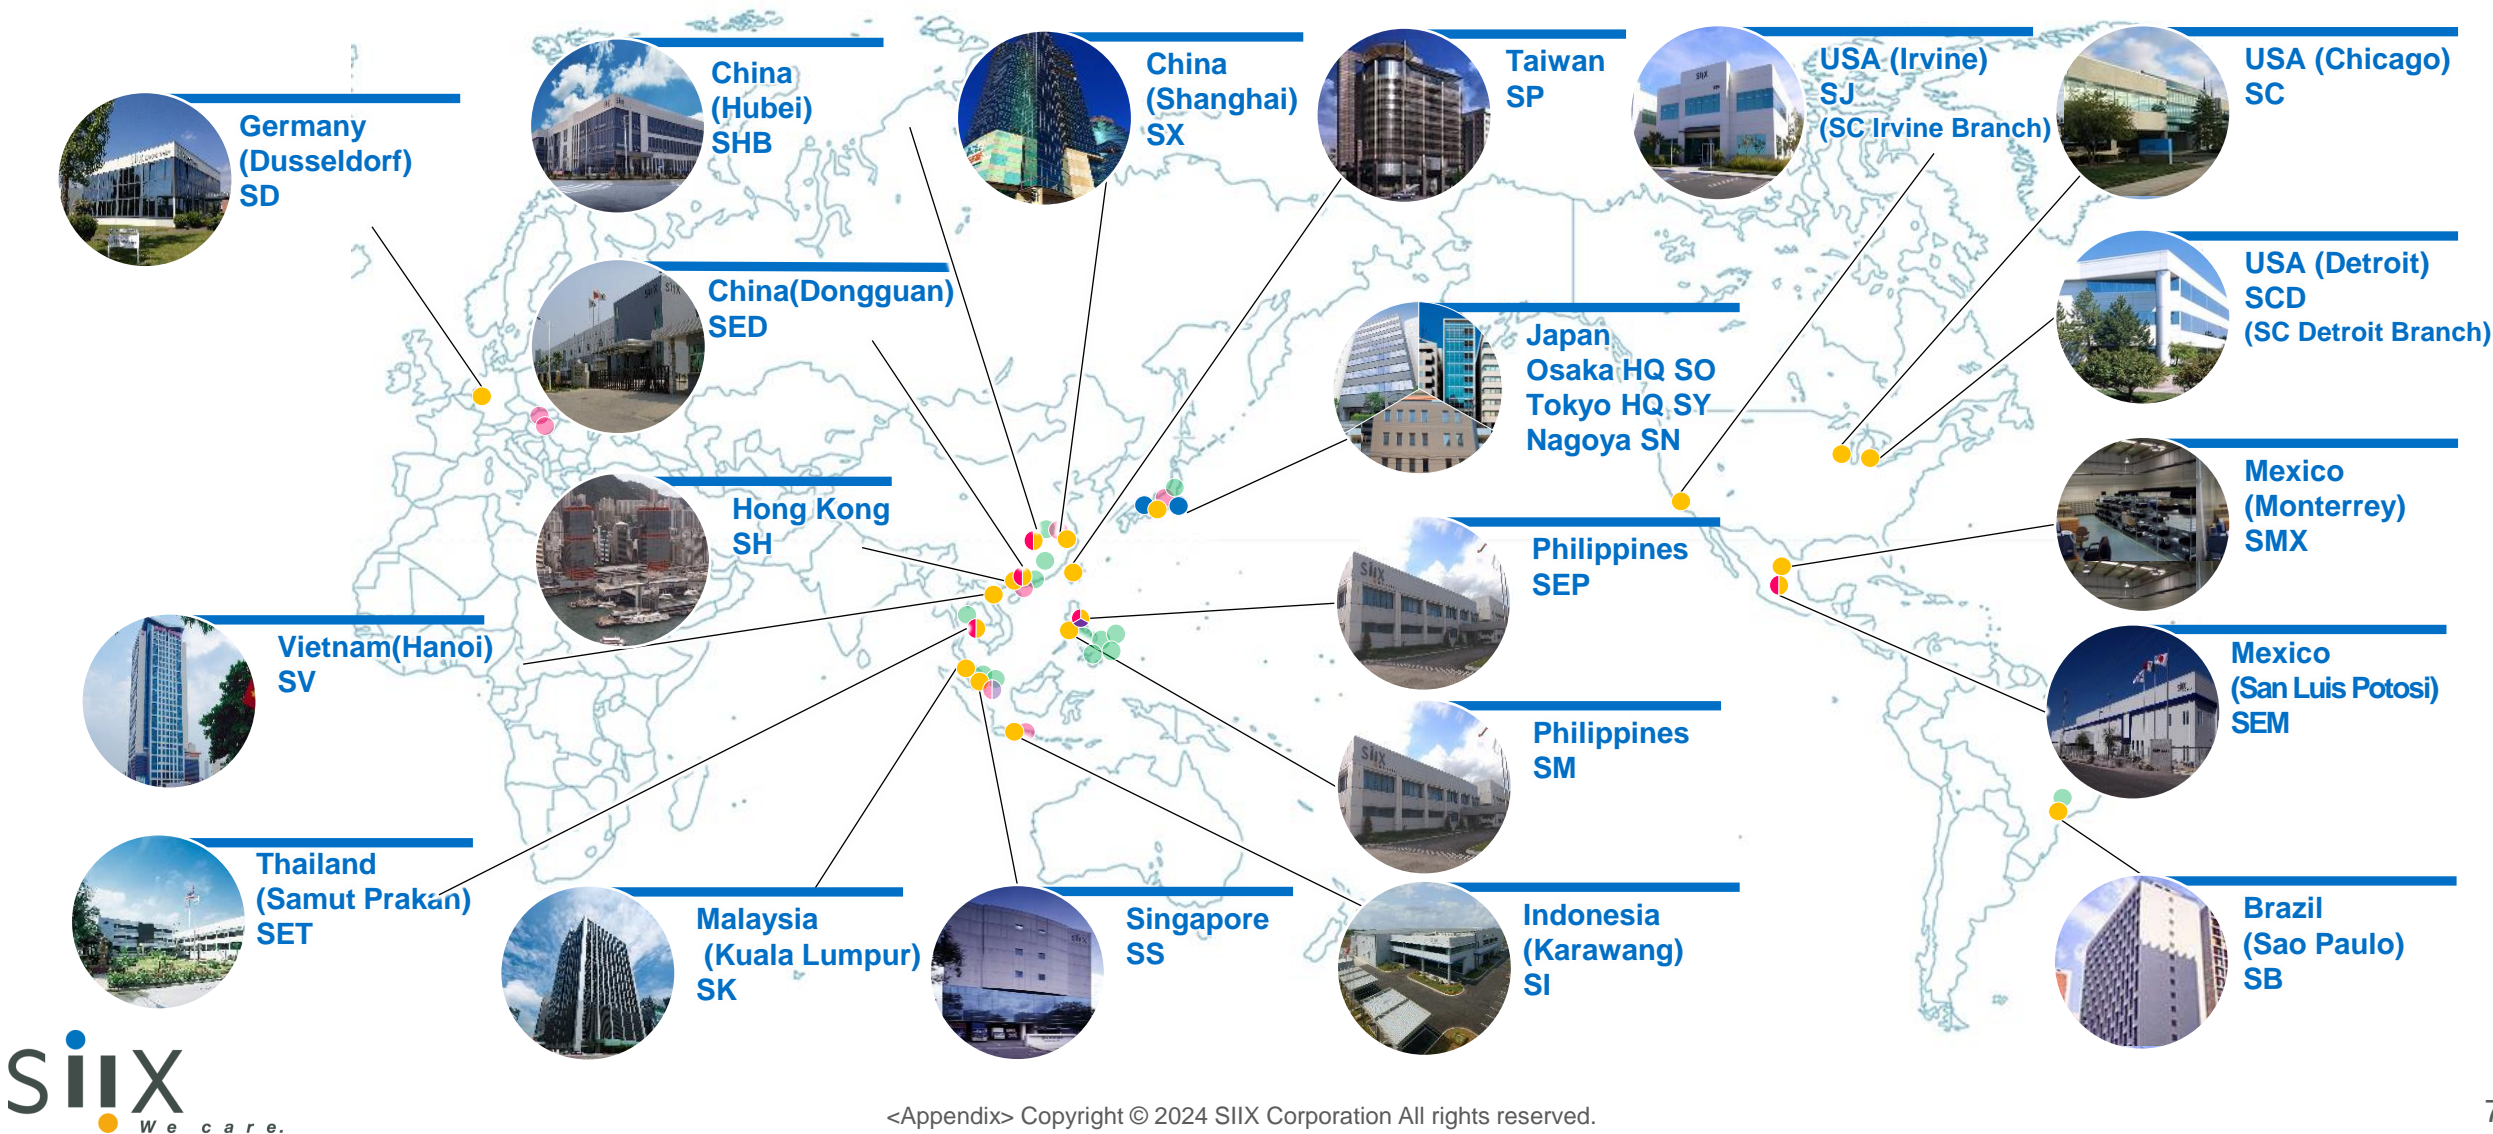 Germany
(Dusseldorf)
SD
China
(Hubei)
SHB
China
(Shanghai)
SX
Taiwan
SP
USA (Irvine)
SJ
(SC Irvine Branch)
USA (Chicago)
SC
China(Dongguan)
SED
Japan
Osaka HQ SO
Tokyo HQ SY
Nagoya SN
USA (Detroit)
SCD
(SC Detroit Branch)
Hong Kong
SH
Philippines
SEP
Mexico
(Monterrey)
SMX
Vietnam(Hanoi)
SV
Philippines
SM
Mexico
(San Luis Potosi)
SEM
Thailand
(Samut Prakan)
SET
Malaysia
(Kuala Lumpur)
SK
Singapore
SS
Indonesia
(Karawang)
SI
Brazil
(Sao Paulo)
SB
SIIX
We care.
<Appendix> Copyright © 2024 SIIX Corporation All rights reserved.